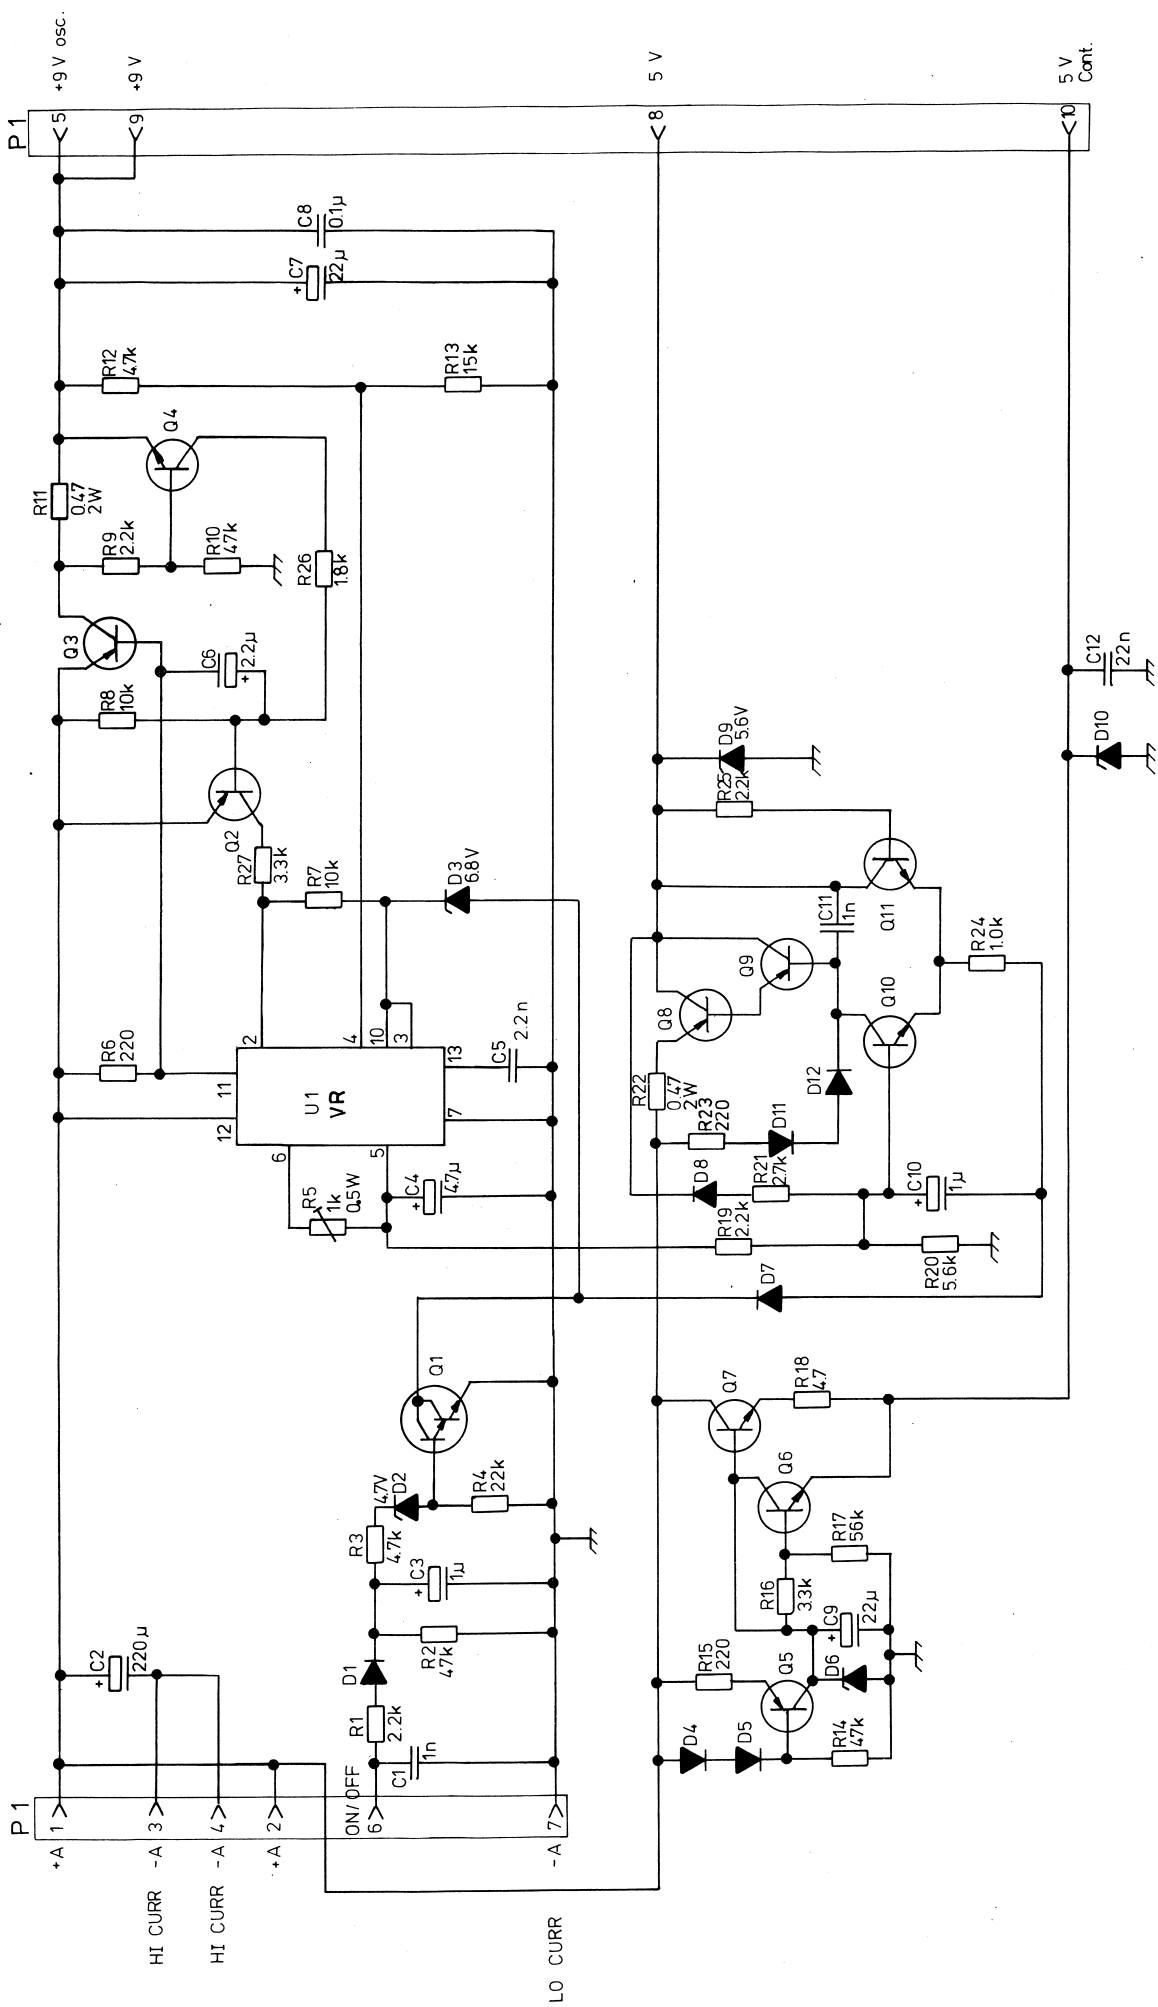 P1
+A 1
HI CURR -A 3
HI CURR -A 4
+A 2
ON/OFF
6
LO CURR
-A 7
C2
220µ
R1
2.2k
D1
C1
1n
R2
47k
C3
1µ
R3
4.7k
4.7V
D2
R4
22k
Q1
R5
1k
0.5W
C4
4.7µ
6
5
12
11
U1
VR
7
13
2
4
10
3
R6
220
C5
2.2n
R7
10k
D3
6.8V
R27
3.3k
Q2
R8
10k
C6
2.2µ
Q3
R9
2.2k
R10
47k
R26
1.8k
R11
0.47
2W
Q4
R12
4.7k
R13
15k
C7
22µ
C8
0.1µ
P1
5 +9V osc.
9 +9V
8 5V
10 5V
Cont.
D4
D5
R14
47k
R15
220
Q5
D6
C9
22µ
R16
3.3k
R17
56k
Q6
Q7
R18
4.7
D7
R19
2.2k
R20
5.6k
D8
R21
2.7k
C10
1µ
R22
0.47
2W
R23
220
D11
D12
Q8
Q9
Q10
C11
1n
Q11
R24
1.0k
R25
2.2k
D9
5.6V
D10
C12
22n